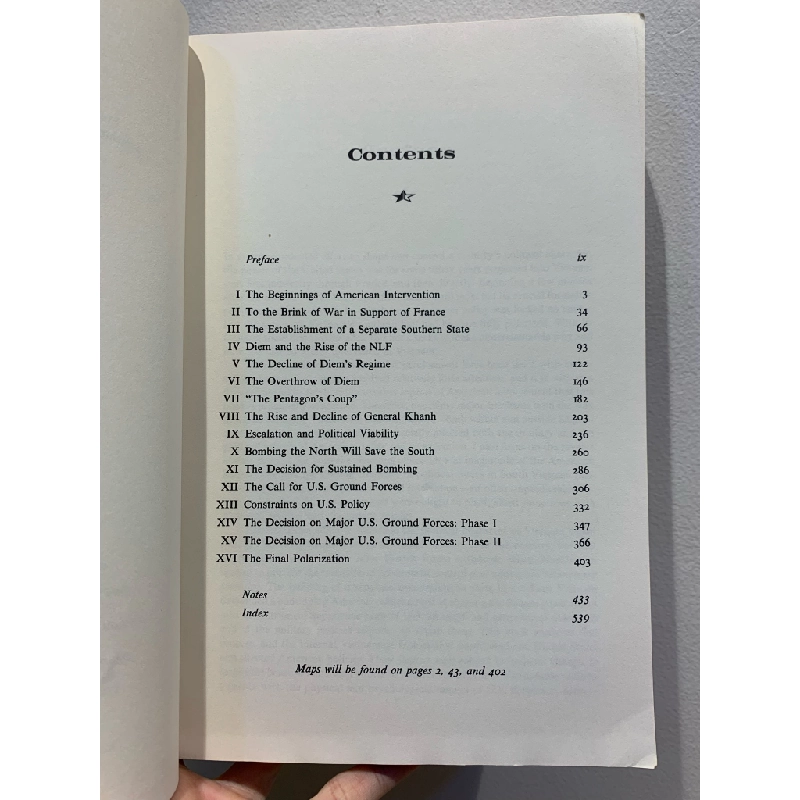 Contents
Preface ix
I The Beginnings of American Intervention 3
II To the Brink of War in Support of France 34
III The Establishment of a Separate Southern State 66
IV Diem and the Rise of the NLF 93
V The Decline of Diem's Regime 122
VI The Overthrow of Diem 146
VII "The Pentagon's Coup" 182
VIII The Rise and Decline of General Khanh 203
IX Escalation and Political Viability 236
X Bombing the North Will Save the South 260
XI The Decision for Sustained Bombing 286
XII The Call for U.S. Ground Forces 306
XIII Constraints on U.S. Policy 332
XIV The Decision on Major U.S. Ground Forces: Phase I 347
XV The Decision on Major U.S. Ground Forces: Phase II 366
XVI The Final Polarization 403
Notes 433
Index 539
Maps will be found on pages 2, 43, and 402